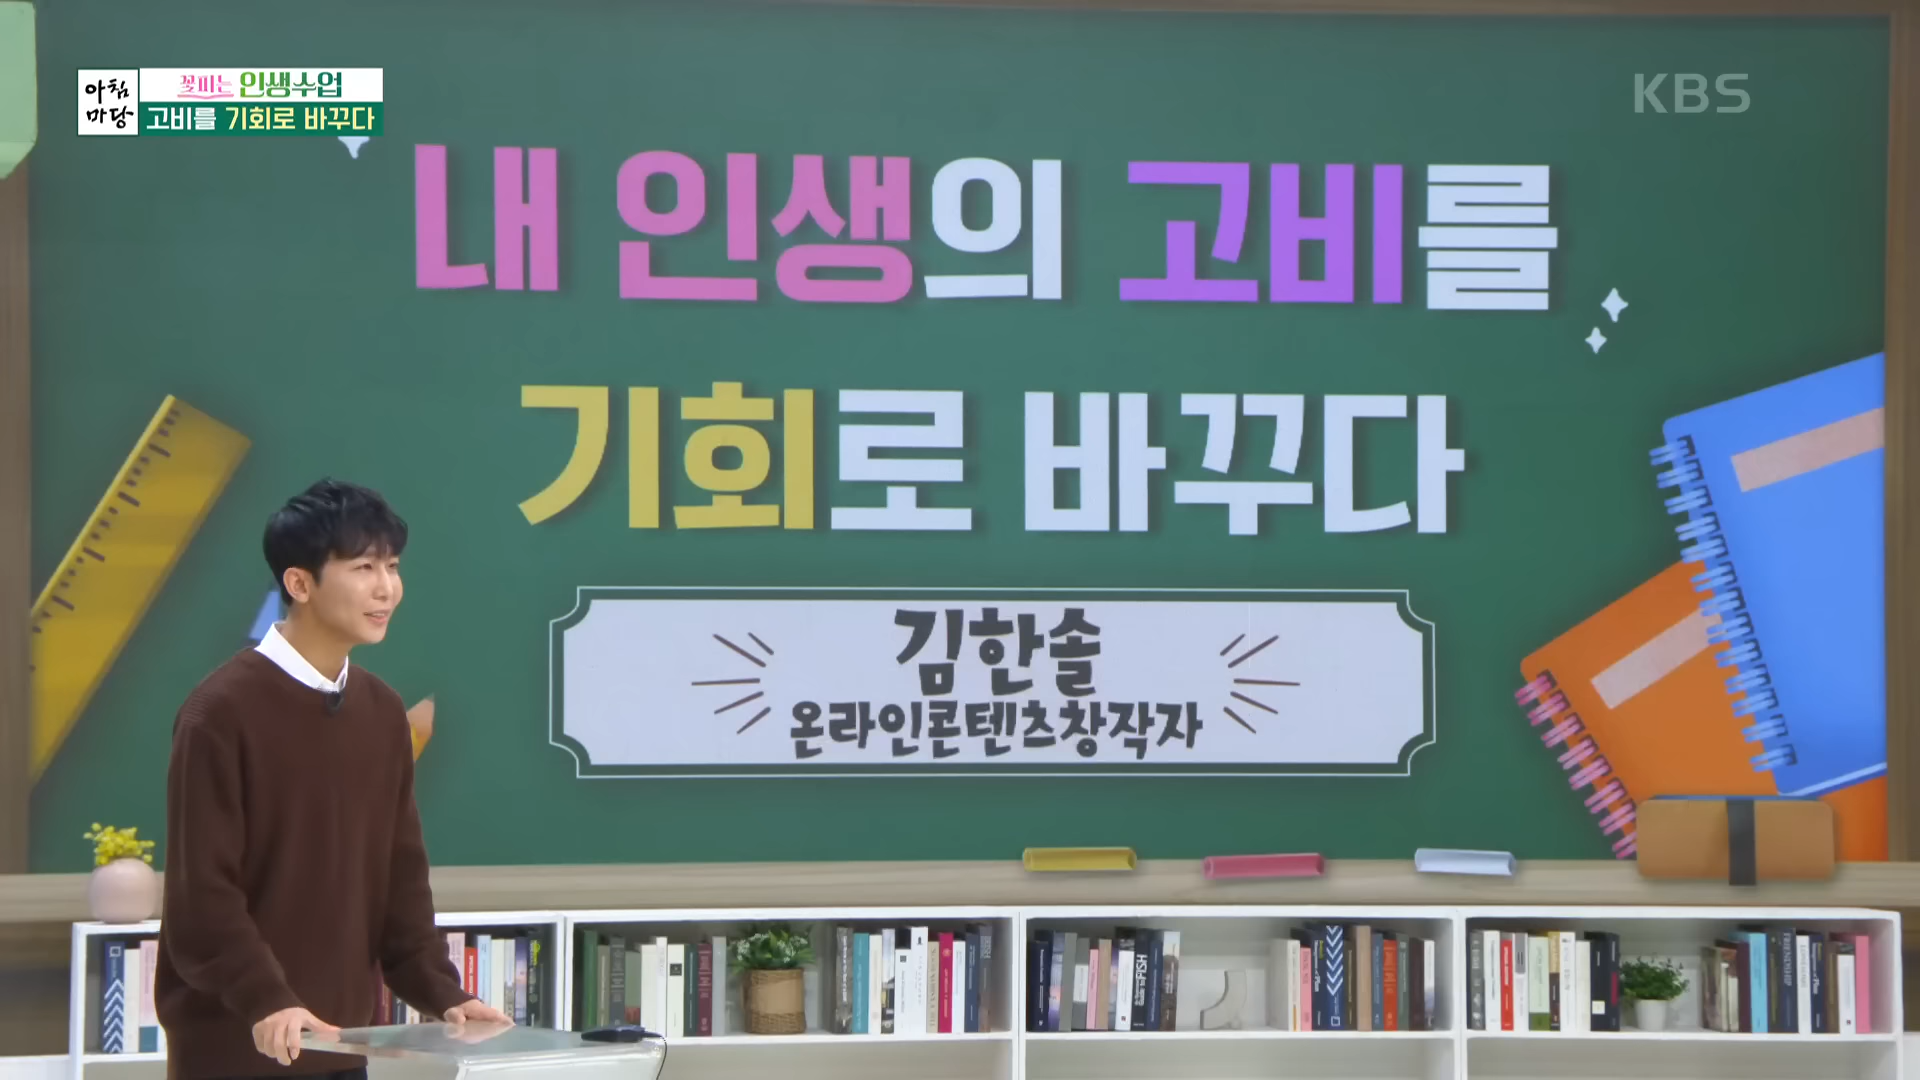 아침
마당
꽃피는 인생수업
고비를 기회로 바꾸다
KBS
내 인생의 고비를
기회로 바꾸다
김한솔
온라인콘텐츠창작자
PISH
FRIENDSHIP